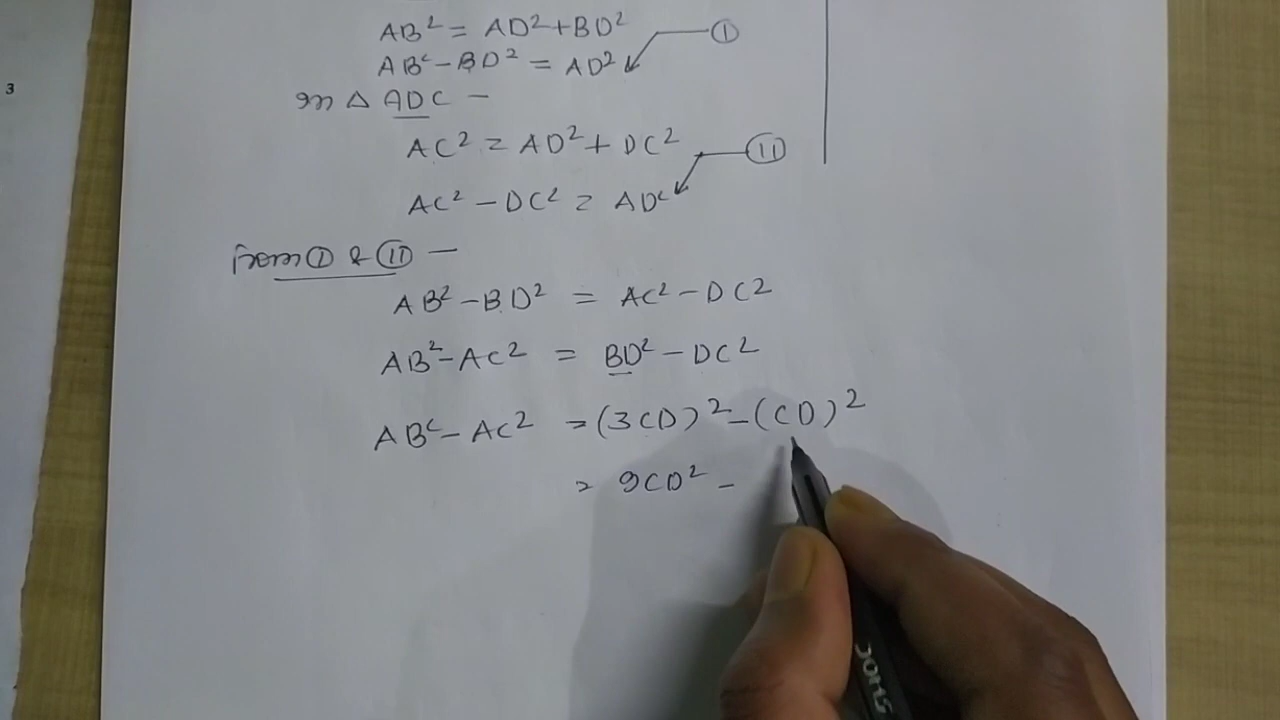 3
AB² = AD² + BD²
AB² - BD² = AD² ①
In △ ADC -
AC² = AD² + DC²
AC² - DC² = AD² ⑪
from ① & ⑪ -
AB² - BD² = AC² - DC²
AB² - AC² = BD² - DC²
AB² - AC² = (3CD)² - (CD)²
= 9CD² -